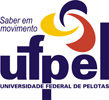 Saber em
movimento
ufpel
UNIVERSIDADE FEDERAL DE PELOTAS